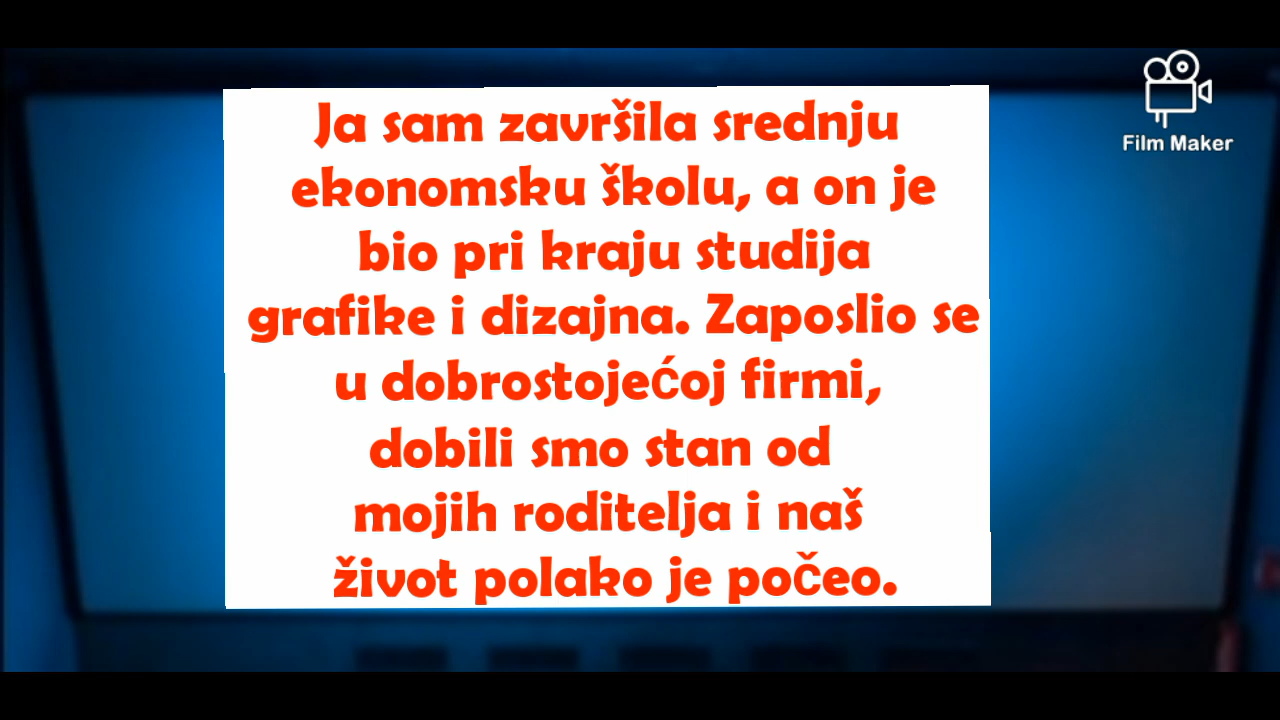 Ja sam završila srednju
ekonomsku školu, a on je
bio pri kraju studija
grafike i dizajna. Zaposlio se
u dobrostojećoj firmi,
dobili smo stan od
mojih roditelja i naš
život polako je počeo.
Film Maker